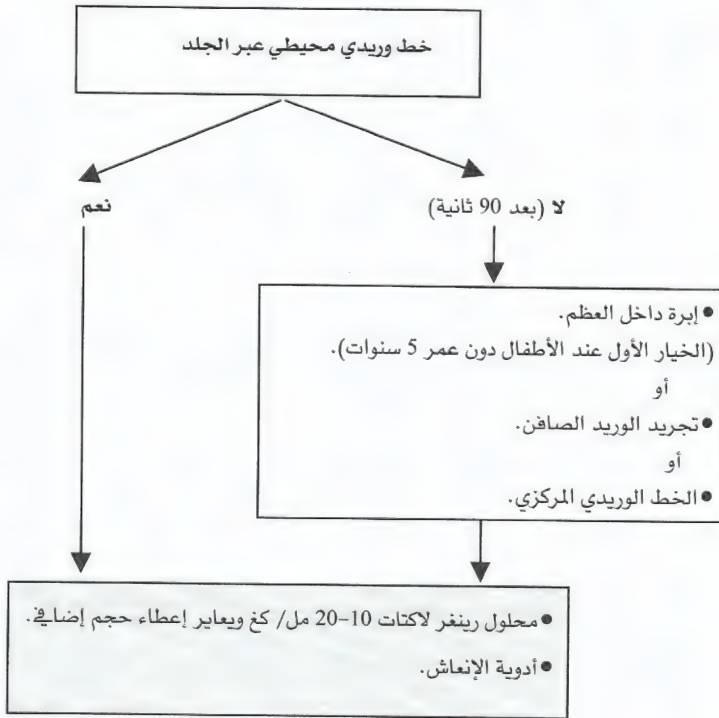 خط وريدي محيطي عبر الجلد
نعم
لا (بعد 90 ثانية)
● إبرة داخل العظم.
(الخيار الأول عند الأطفال دون عمر 5 سنوات).
أو
● تجريد الوريد الصافن.
أو
● الخط الوريدي المركزي.
● محلول رينغر لاكتات 10–20 مل/ كغ ويعاير إعطاء حجم إضافي.
● أدوية الإنعاش.